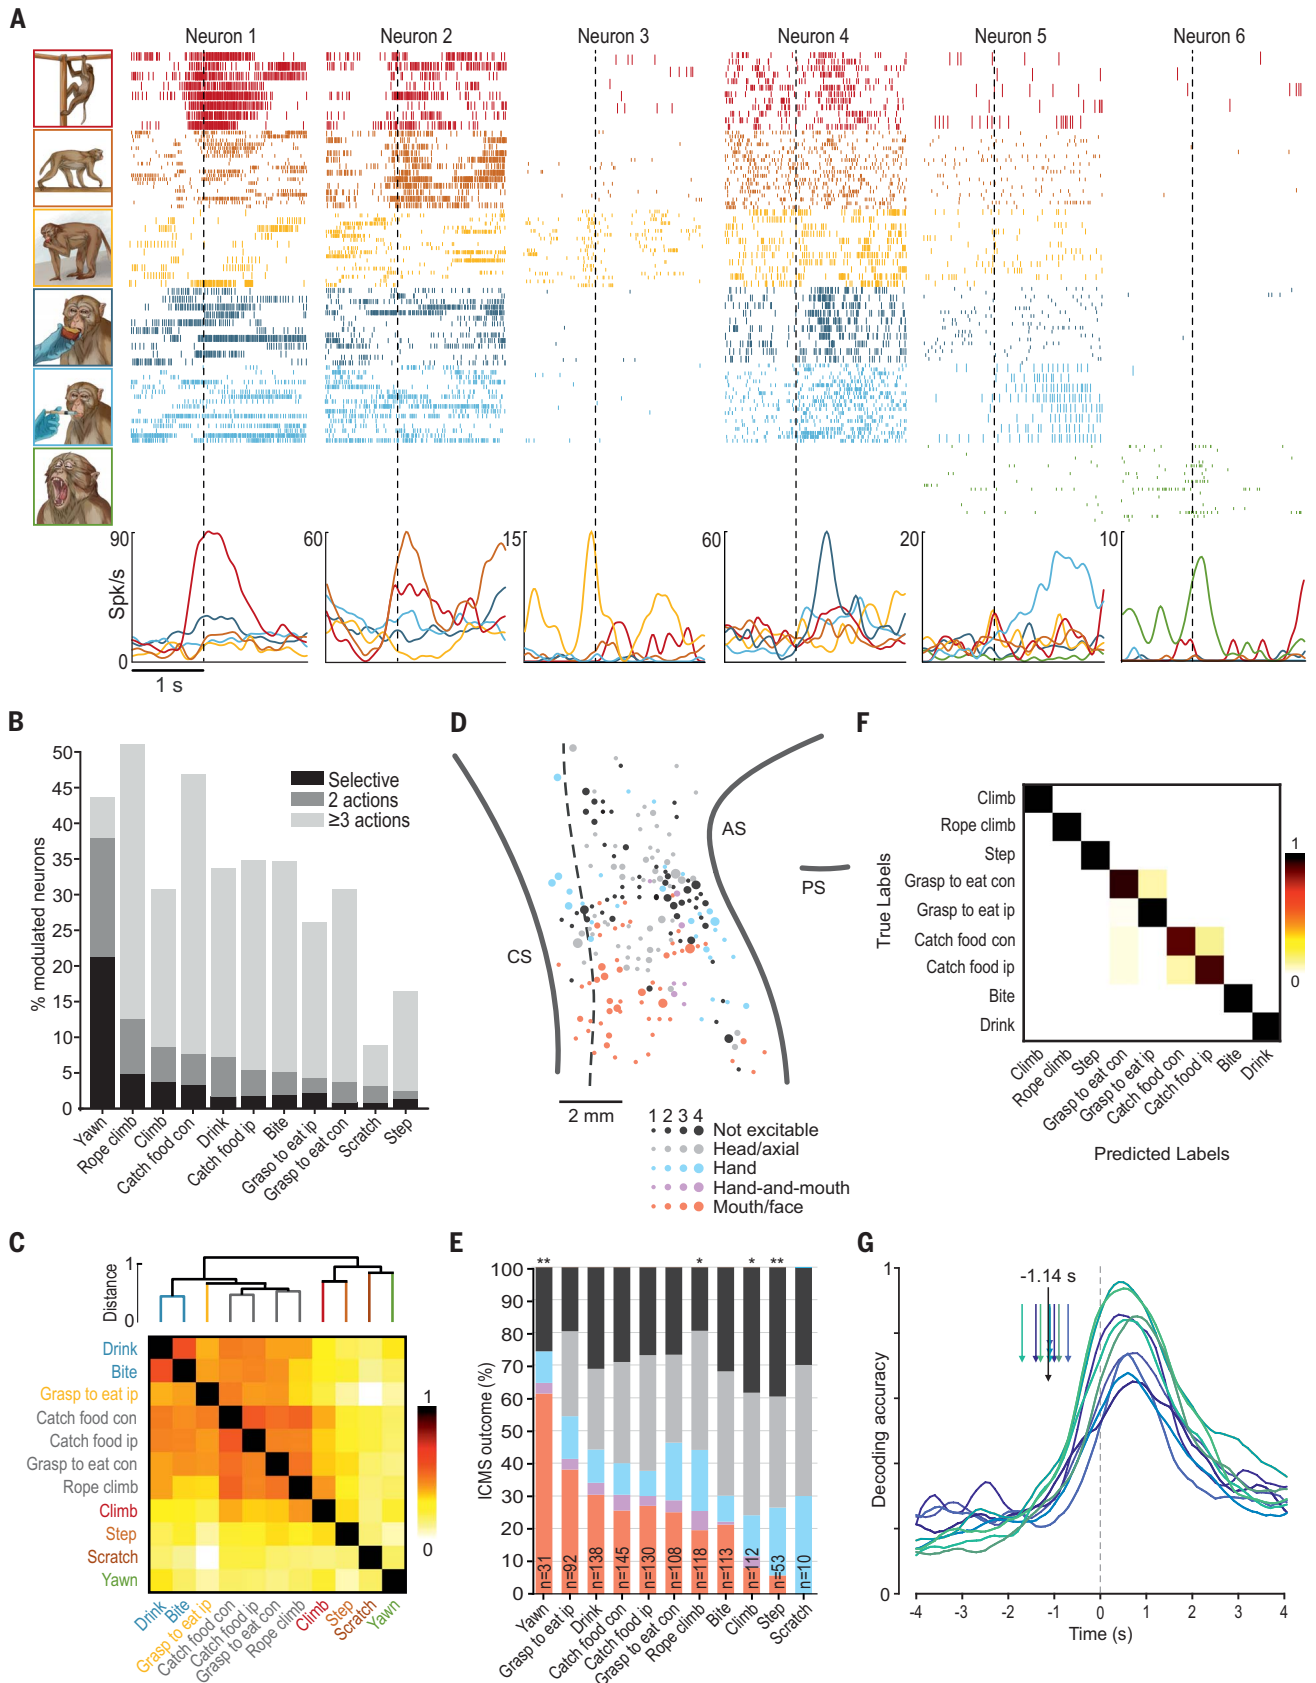 A
Neuron 1 Neuron 2 Neuron 3 Neuron 4 Neuron 5 Neuron 6
90 60 15 60 20 10
Spk/s
0
1 s
B
50
45
40
35
30
25
20
15
10
5
0
% modulated neurons
Selective
2 actions
≥3 actions
Yawn
Rope climb
Climb
Catch food con
Drink
Catch food ip
Bite
Graso to eat ip
Grasp to eat con
Scratch
Step
D
AS
PS
CS
2 mm
1 2 3 4
Not excitable
Head/axial
Hand
Hand-and-mouth
Mouth/face
F
True Labels
Climb
Rope climb
Step
Grasp to eat con
Grasp to eat ip
Catch food con
Catch food ip
Bite
Drink
1
0
Climb
Rope climb
Step
Grasp to eat con
Grasp to eat ip
Catch food con
Catch food ip
Bite
Drink
Predicted Labels
C
Distance
1
0
Drink
Bite
Grasp to eat ip
Catch food con
Catch food ip
Grasp to eat con
Rope climb
Climb
Step
Scratch
Yawn
1
0
Drink
Bite
Grasp to eat ip
Catch food con
Catch food ip
Grasp to eat con
Rope climb
Climb
Step
Scratch
Yawn
E
** * * **
100
90
80
70
60
50
40
30
20
10
0
ICMS outcome (%)
n=31 n=92 n=138 n=145 n=130 n=108 n=118 n=113 n=112 n=53 n=10
Yawn
Grasp to eat ip
Drink
Catch food con
Catch food ip
Grasp to eat con
Rope climb
Bite
Climb
Step
Scratch
G
1
0
Decoding accuracy
-1.14 s
-4 -3 -2 -1 0 1 2 3 4
Time (s)